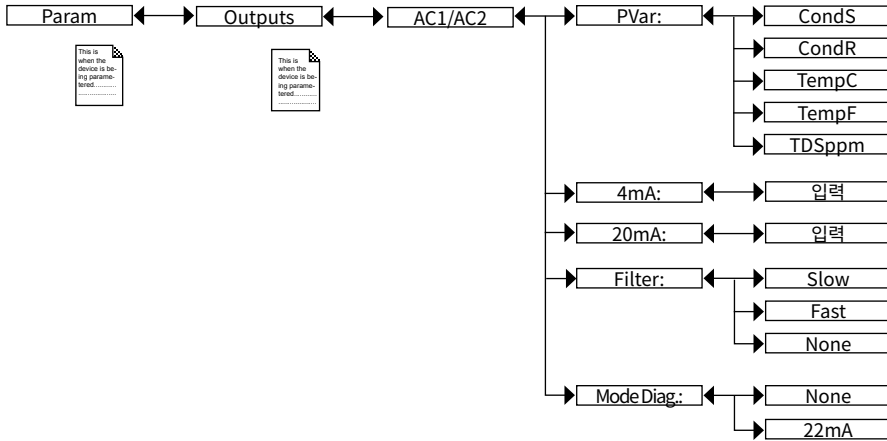 Param
Outputs
AC1/AC2
PVar:
CondS
CondR
TempC
TempF
TDSppm
This is
when the
device is be-
ing parame-
tered............
.....................
This is
when the
device is be-
ing parame-
tered............
.....................
4mA:
입력
20mA:
입력
Filter:
Slow
Fast
None
Mode Diag.:
None
22mA